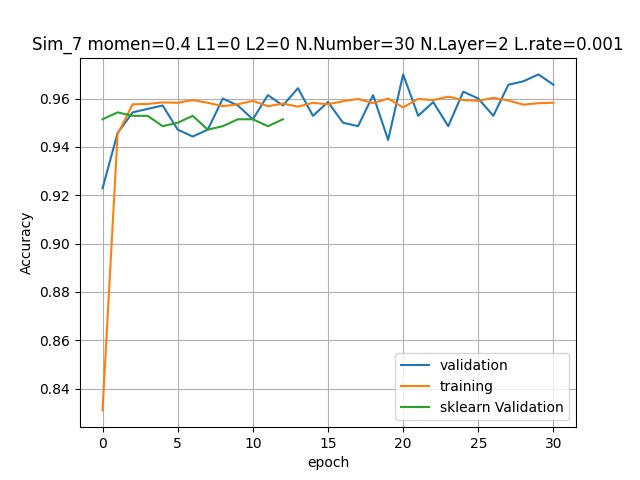 Sim_7 momen=0.4 L1=0 L2=0 N.Number=30 N.Layer=2 L.rate=0.001
0.96
0.94
0.92
0.90
0.88
0.86
0.84
Accuracy
0 5 10 15 20 25 30
epoch
validation
training
sklearn Validation